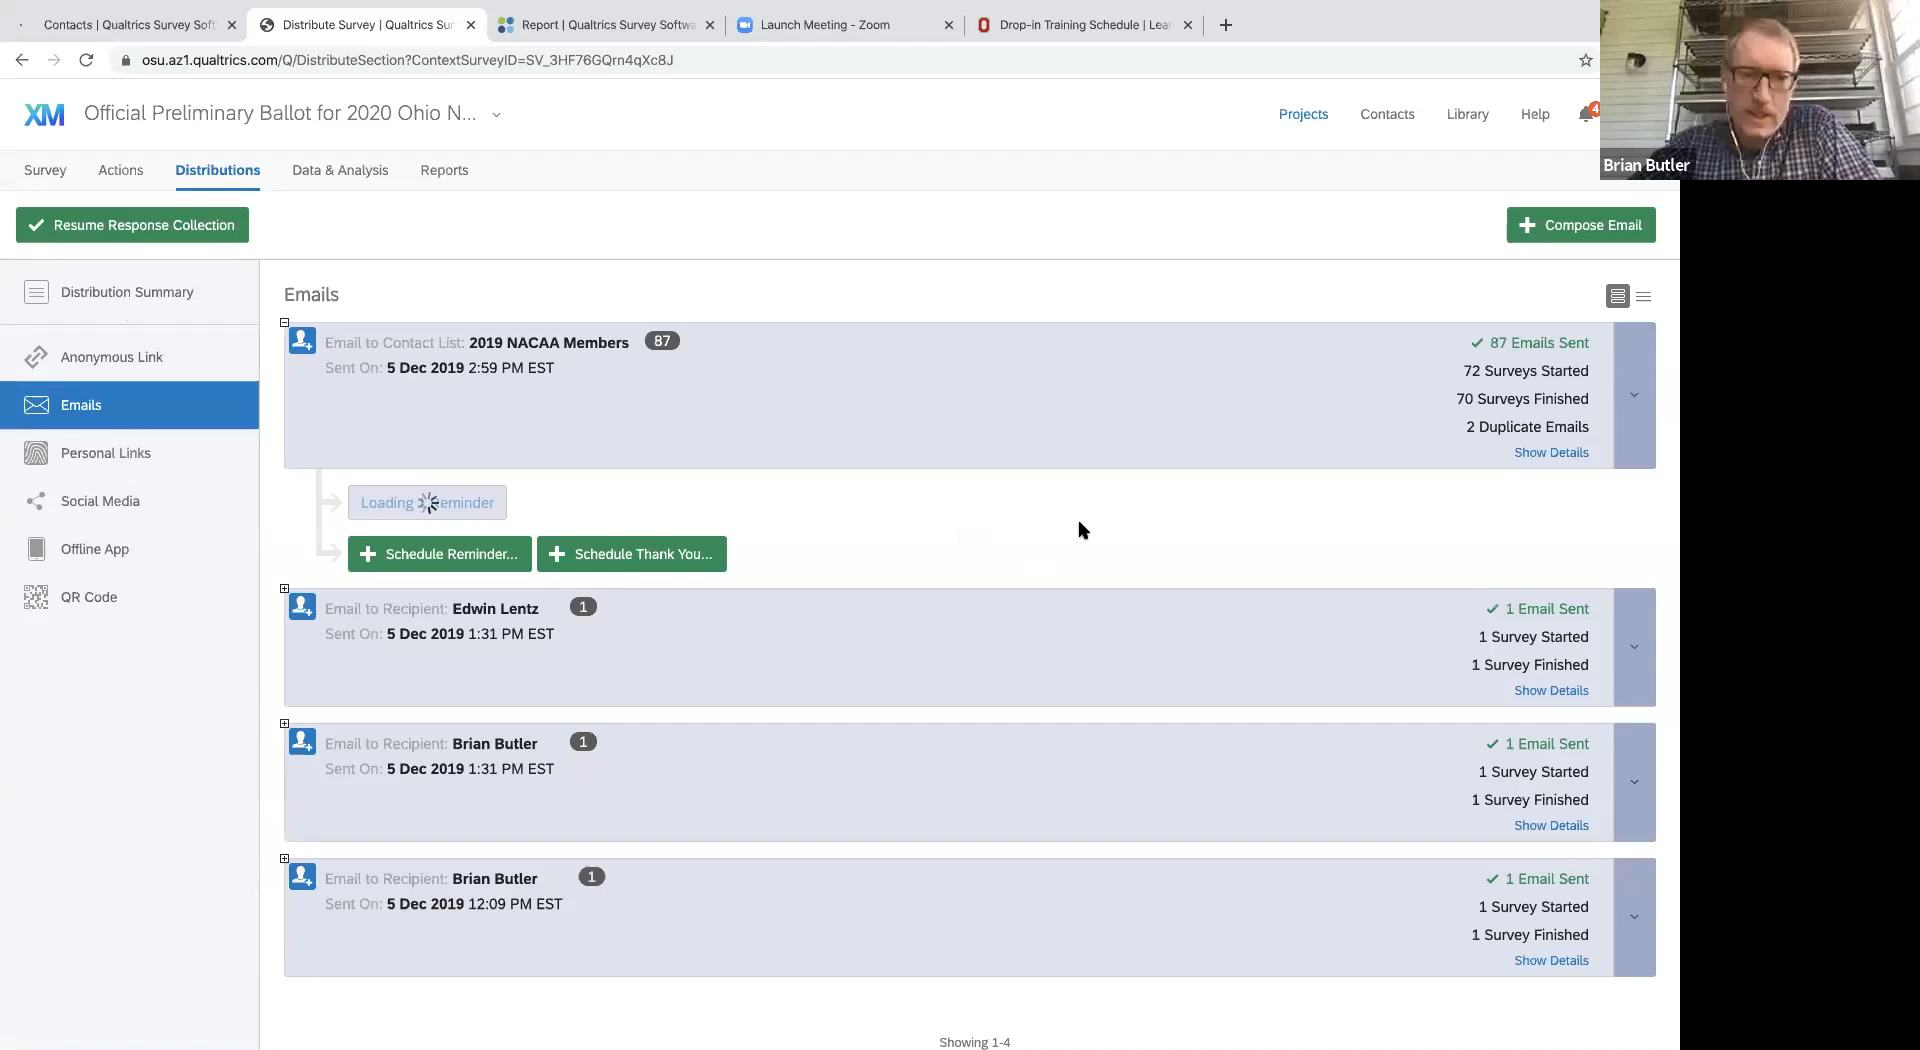 Contacts | Qualtrics Survey Soft
Distribute Survey | Qualtrics Sur
Report | Qualtrics Survey Softwa
Launch Meeting - Zoom
Drop-in Training Schedule | Lea
osu.az1.qualtrics.com/Q/DistributeSection?ContextSurveyID=SV_3HF76GQrn4qXc8J
XM
Official Preliminary Ballot for 2020 Ohio N...
Projects
Contacts
Library
Help
4
Brian Butler
Survey
Actions
Distributions
Data & Analysis
Reports
Resume Response Collection
Compose Email
Distribution Summary
Anonymous Link
Emails
Personal Links
Social Media
Offline App
QR Code
Emails
Email to Contact List: 2019 NACAA Members 87
Sent On: 5 Dec 2019 2:59 PM EST
87 Emails Sent
72 Surveys Started
70 Surveys Finished
2 Duplicate Emails
Show Details
Loading
Schedule Reminder...
Schedule Thank You...
Email to Recipient: Edwin Lentz 1
Sent On: 5 Dec 2019 1:31 PM EST
1 Email Sent
1 Survey Started
1 Survey Finished
Show Details
Email to Recipient: Brian Butler 1
Sent On: 5 Dec 2019 1:31 PM EST
1 Email Sent
1 Survey Started
1 Survey Finished
Show Details
Email to Recipient: Brian Butler 1
Sent On: 5 Dec 2019 12:09 PM EST
1 Email Sent
1 Survey Started
1 Survey Finished
Show Details
Showing 1-4